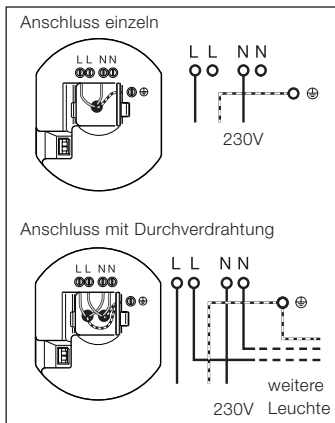 Anschluss einzeln
L L N N
L L N N
230V
Anschluss mit Durchverdrahtung
L L N N
L L N N
weitere
230V Leuchte